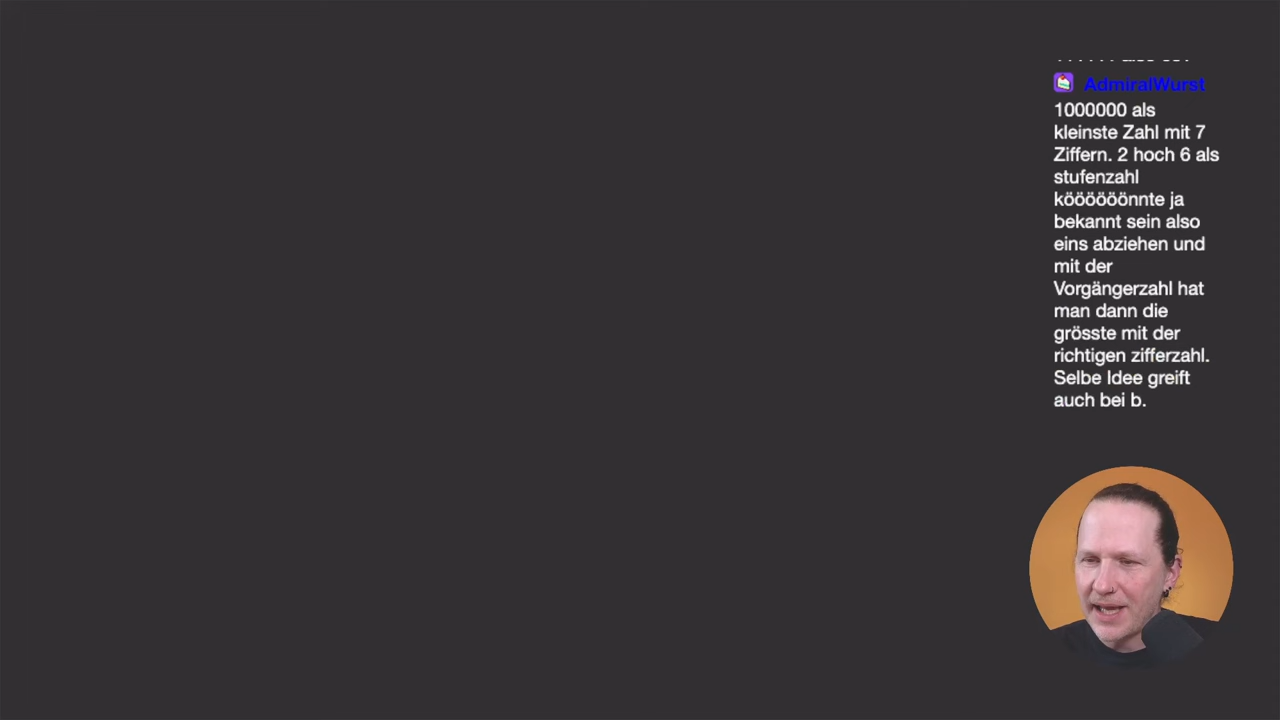 AdmiralWurst
1000000 als
kleinste Zahl mit 7
Ziffern. 2 hoch 6 als
stufenzahl
köööööönnte ja
bekannt sein also
eins abziehen und
mit der
Vorgängerzahl hat
man dann die
grösste mit der
richtigen zifferzahl.
Selbe Idee greift
auch bei b.